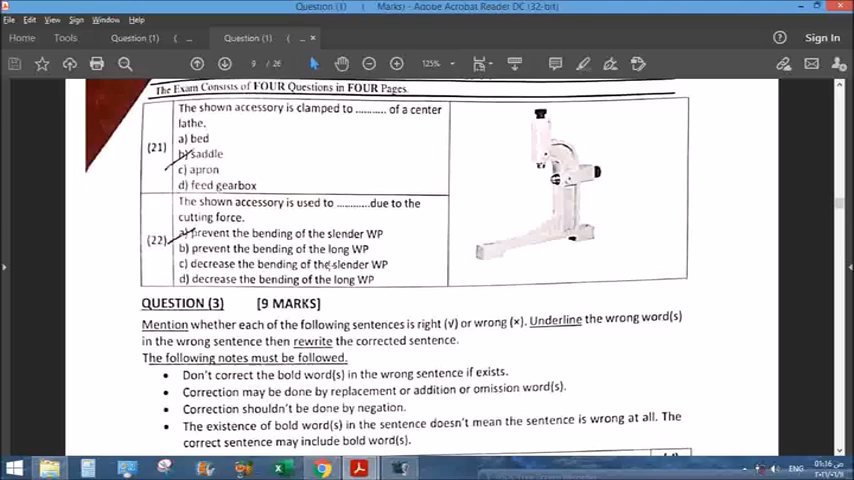 Question (1) ( Marks) - Adobe Acrobat Reader DC (32-bit)
File Edit View Sign Window Help
Home Tools Question (1) ( ... Question (1) ( ... × Sign In
9 / 26 125%
The Exam Consists of FOUR Questions in FOUR Pages.
(21)
The shown accessory is clamped to ........... of a center
lathe.
a) bed
b) saddle
c) apron
d) feed gearbox
(22)
The shown accessory is used to ............due to the
cutting force.
a) prevent the bending of the slender WP
b) prevent the bending of the long WP
c) decrease the bending of the slender WP
d) decrease the bending of the long WP
QUESTION (3) [9 MARKS]
Mention whether each of the following sentences is right (√) or wrong (×). Underline the wrong word(s)
in the wrong sentence then rewrite the corrected sentence.
The following notes must be followed.
• Don't correct the bold word(s) in the wrong sentence if exists.
• Correction may be done by replacement or addition or omission word(s).
• Correction shouldn't be done by negation.
• The existence of bold word(s) in the sentence doesn't mean the sentence is wrong at all. The
correct sentence may include bold word(s).
ENG
01:16 ص